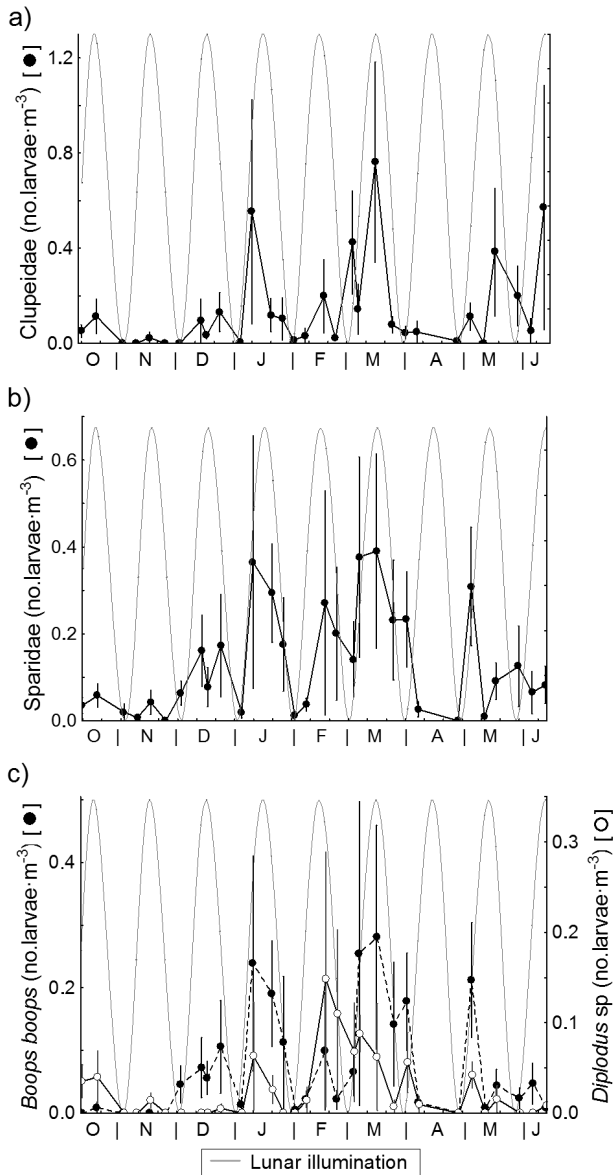 a)
Clupeidae (no.larvae·m-3) [●]
1.2
0.8
0.4
0.0
O | N | D | J | F | M | A | M | J
b)
Sparidae (no.larvae·m-3) [●]
0.6
0.4
0.2
0.0
O | N | D | J | F | M | A | M | J
c)
Boops boops (no.larvae·m-3) [●]
0.4
0.2
0.0
Diplodus sp (no.larvae·m-3) [○]
0.3
0.2
0.1
0.0
O | N | D | J | F | M | A | M | J
Lunar illumination